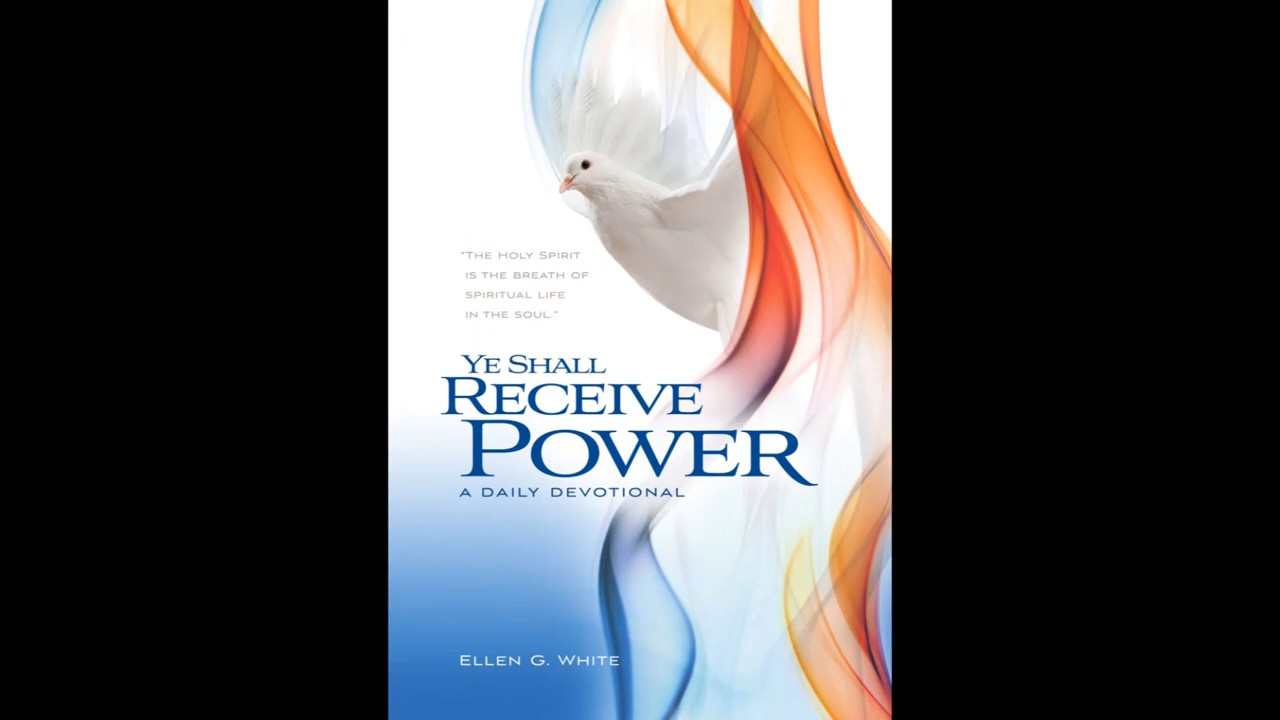 "The Holy Spirit
is the breath of
spiritual life
in the soul."
Ye Shall
Receive
Power
A Daily Devotional
Ellen G. White